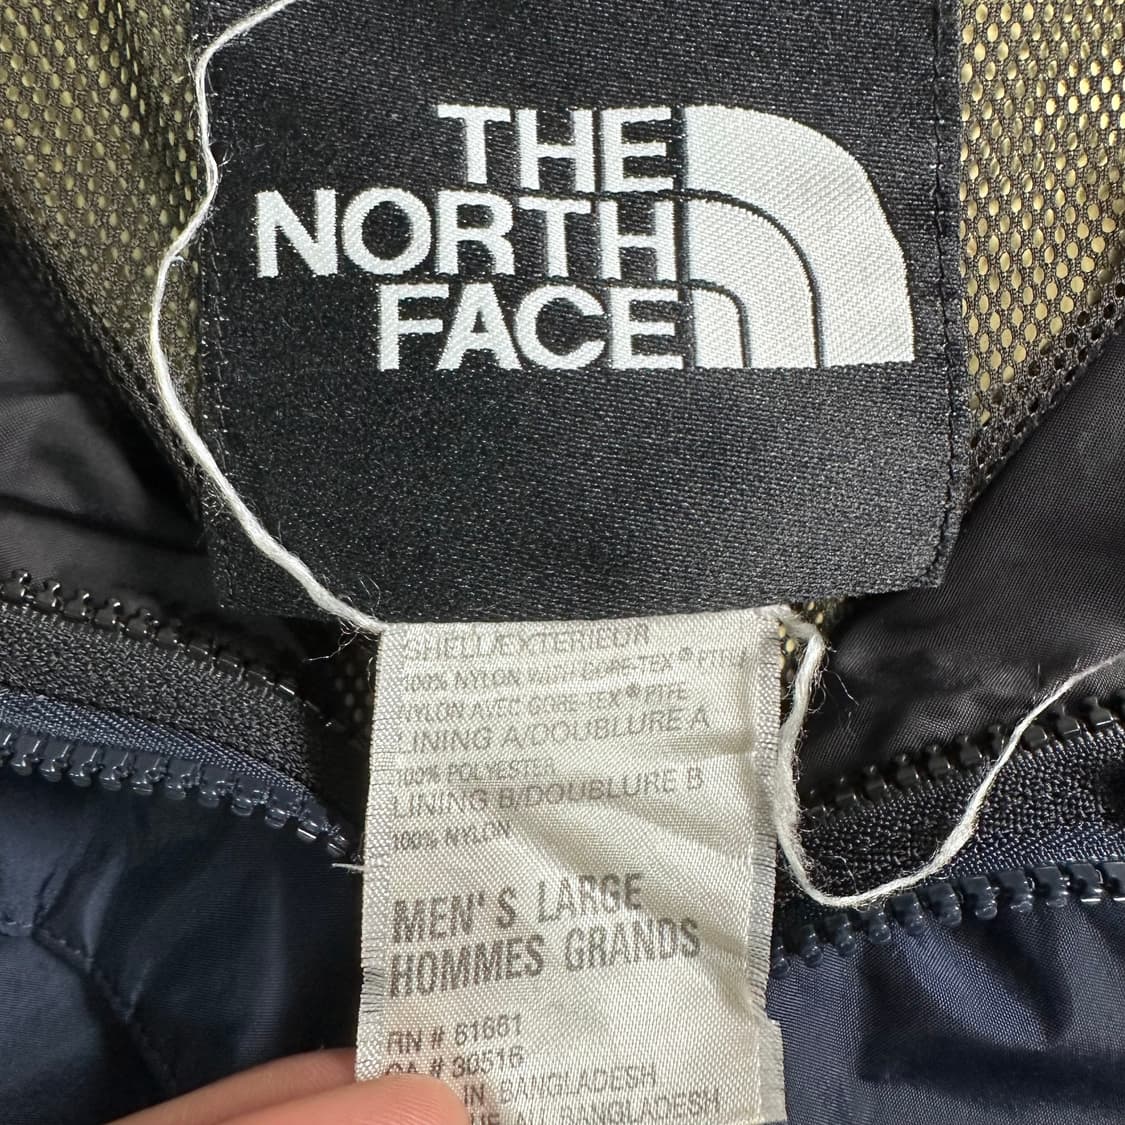 THE
NORTH
FACE
SHELL/EXTERIEUR
100% NYLON WITH GORE-TEX® PTFE
NYLON AVEC GORE-TEX® PTFE
LINING A/DOUBLURE A
100% POLYESTER
LINING B/DOUBLURE B
100% NYLON
MEN'S LARGE
HOMMES GRANDS
RN # 61661
CA # 30516
IN BANGLADESH
BANGLADESH